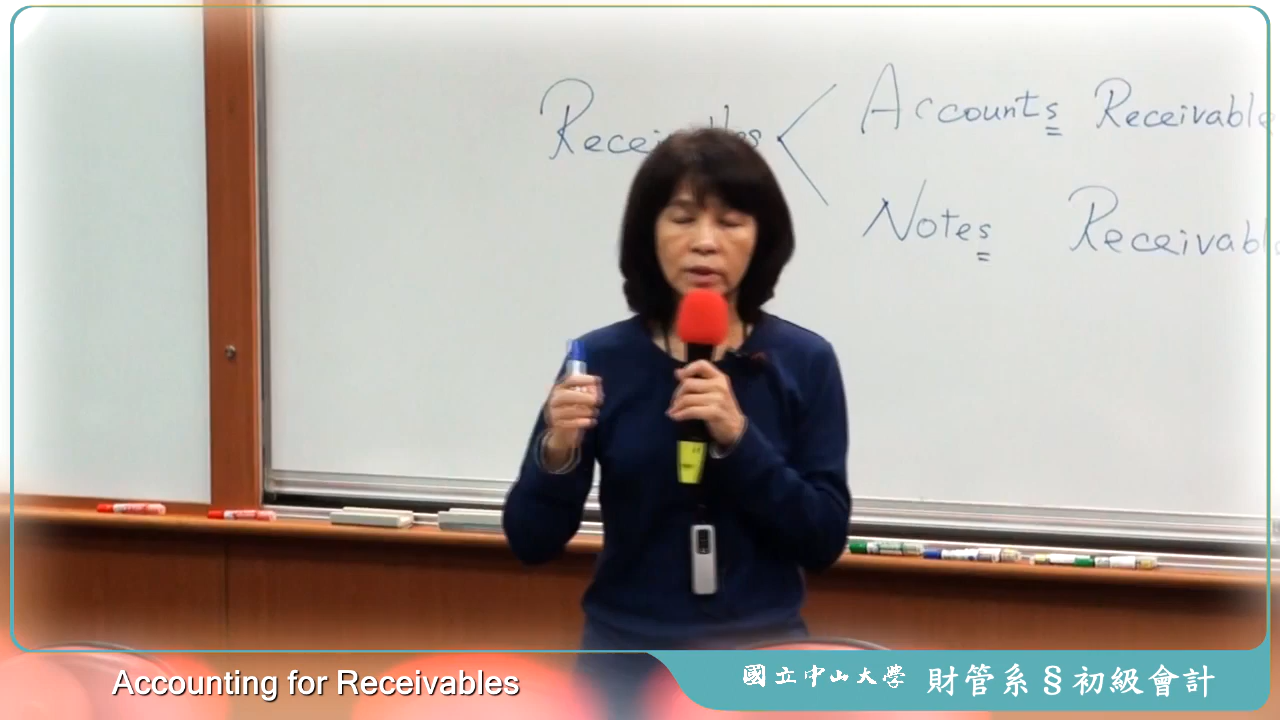 Receivables
Accounts Receivable
Notes Receivable
Accounting for Receivables
國立中山大學 財管系§初級會計